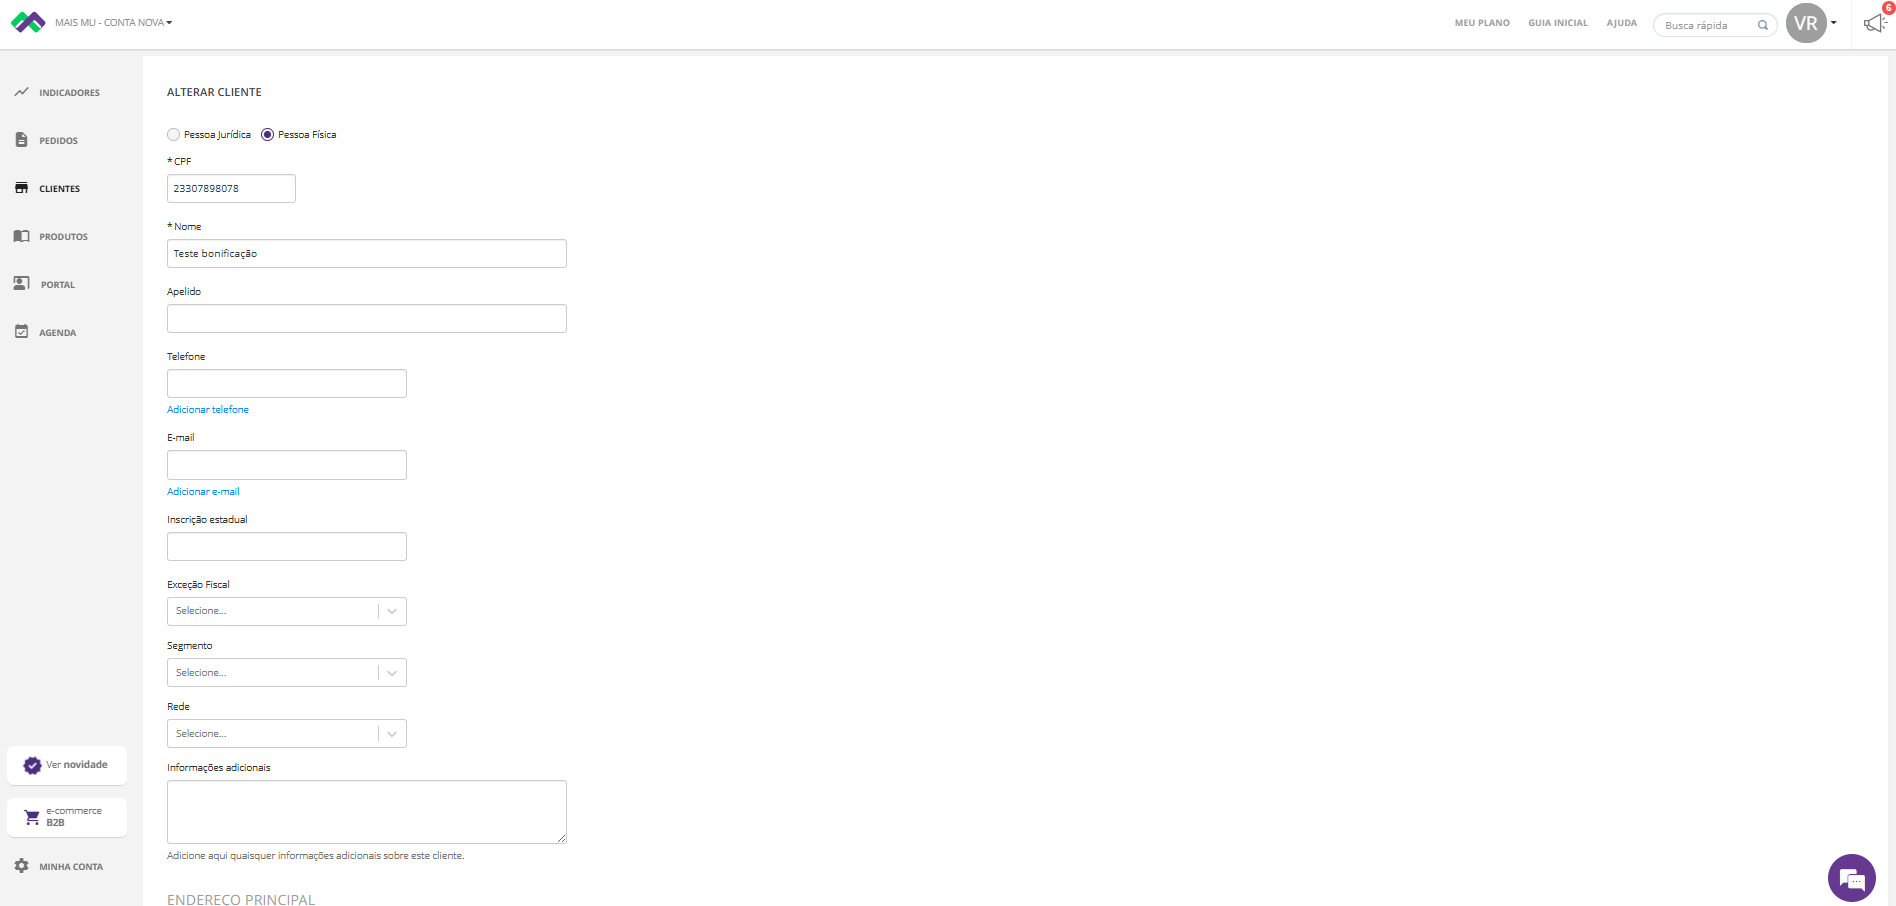 MAIS MU - CONTA NOVA
MEU PLANO
GUIA INICIAL
AJUDA
Busca rápida
VR
6
INDICADORES
PEDIDOS
CLIENTES
PRODUTOS
PORTAL
AGENDA
Ver novidade
e-commerce
B2B
MINHA CONTA
ALTERAR CLIENTE
Pessoa Jurídica
Pessoa Física
* CPF
23307898078
* Nome
Teste bonificação
Apelido
Telefone
Adicionar telefone
E-mail
Adicionar e-mail
Inscrição estadual
Exceção Fiscal
Selecione...
Segmento
Selecione...
Rede
Selecione...
Informações adicionais
Adicione aqui quaisquer informações adicionais sobre este cliente.
ENDEREÇO PRINCIPAL